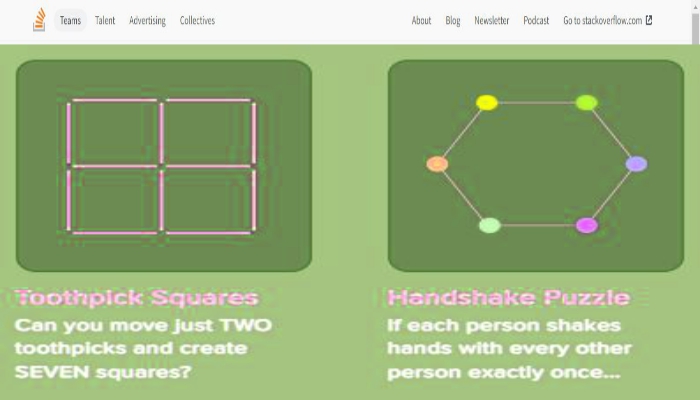 Teams Talent Advertising Collectives About Blog Newsletter Podcast Go to stackoverflow.com
Toothpick Squares
Can you move just TWO
toothpicks and create
SEVEN squares?
Handshake Puzzle
If each person shakes
hands with every other
person exactly once...